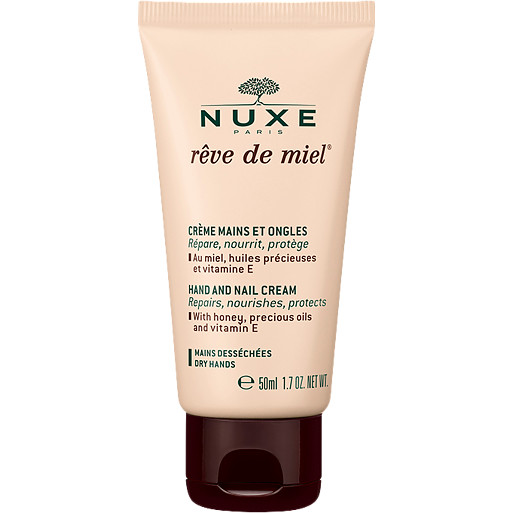 NUXE
PARIS
rêve de miel®
CRÈME MAINS ET ONGLES
Répare, nourrit, protège
Au miel, huiles précieuses
et vitamine E
HAND AND NAIL CREAM
Repairs, nourishes, protects
With honey, precious oils
and vitamin E
MAINS DESSÉCHÉES
DRY HANDS
℮ 50ml 1.7 OZ. NET WT.